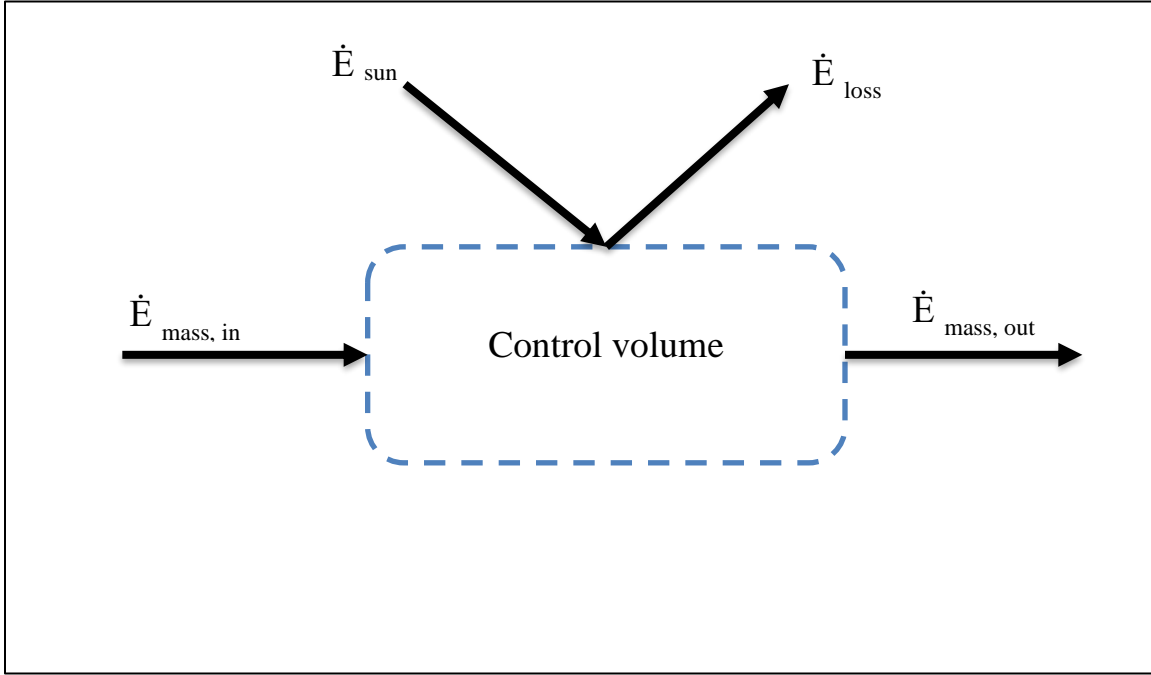 Ė sun
Ė loss
Ė mass, in
Ė mass, out
Control volume